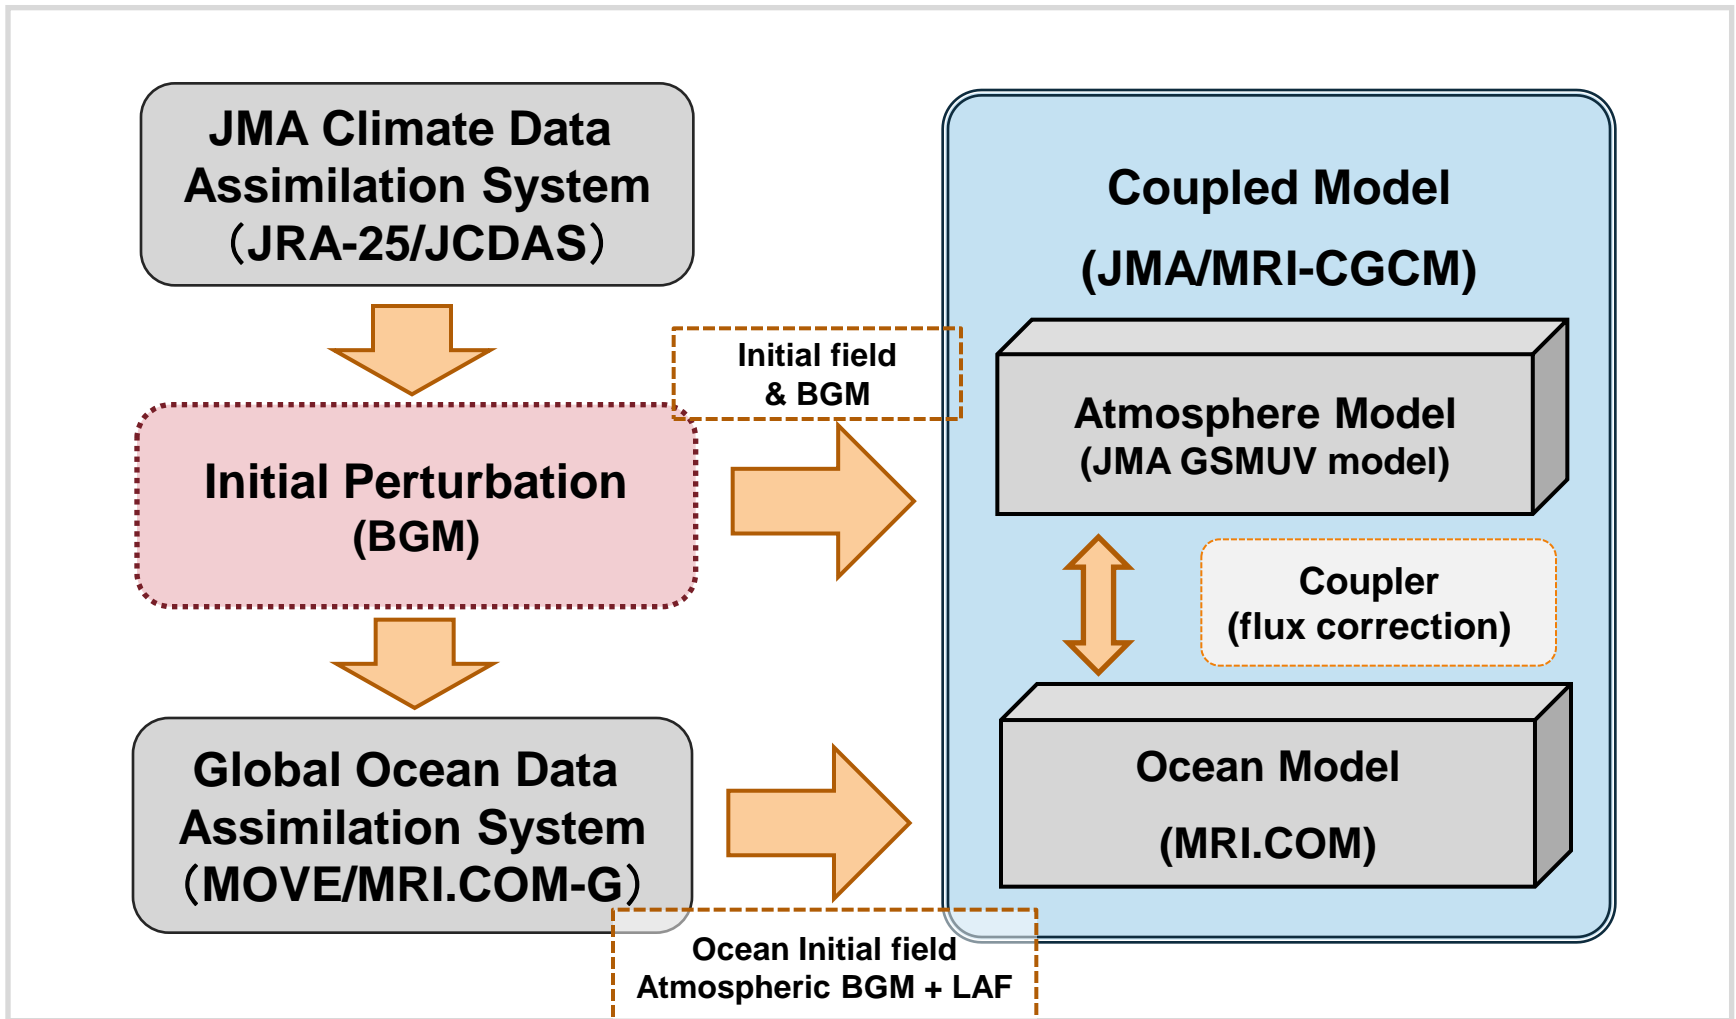 JMA Climate Data
Assimilation System
（JRA-25/JCDAS）
Initial Perturbation
(BGM)
Global Ocean Data
Assimilation System
（MOVE/MRI.COM-G）
Initial field
& BGM
Ocean Initial field
Atmospheric BGM + LAF
Coupled Model
(JMA/MRI-CGCM)
Atmosphere Model
(JMA GSMUV model)
Coupler
(flux correction)
Ocean Model
(MRI.COM)